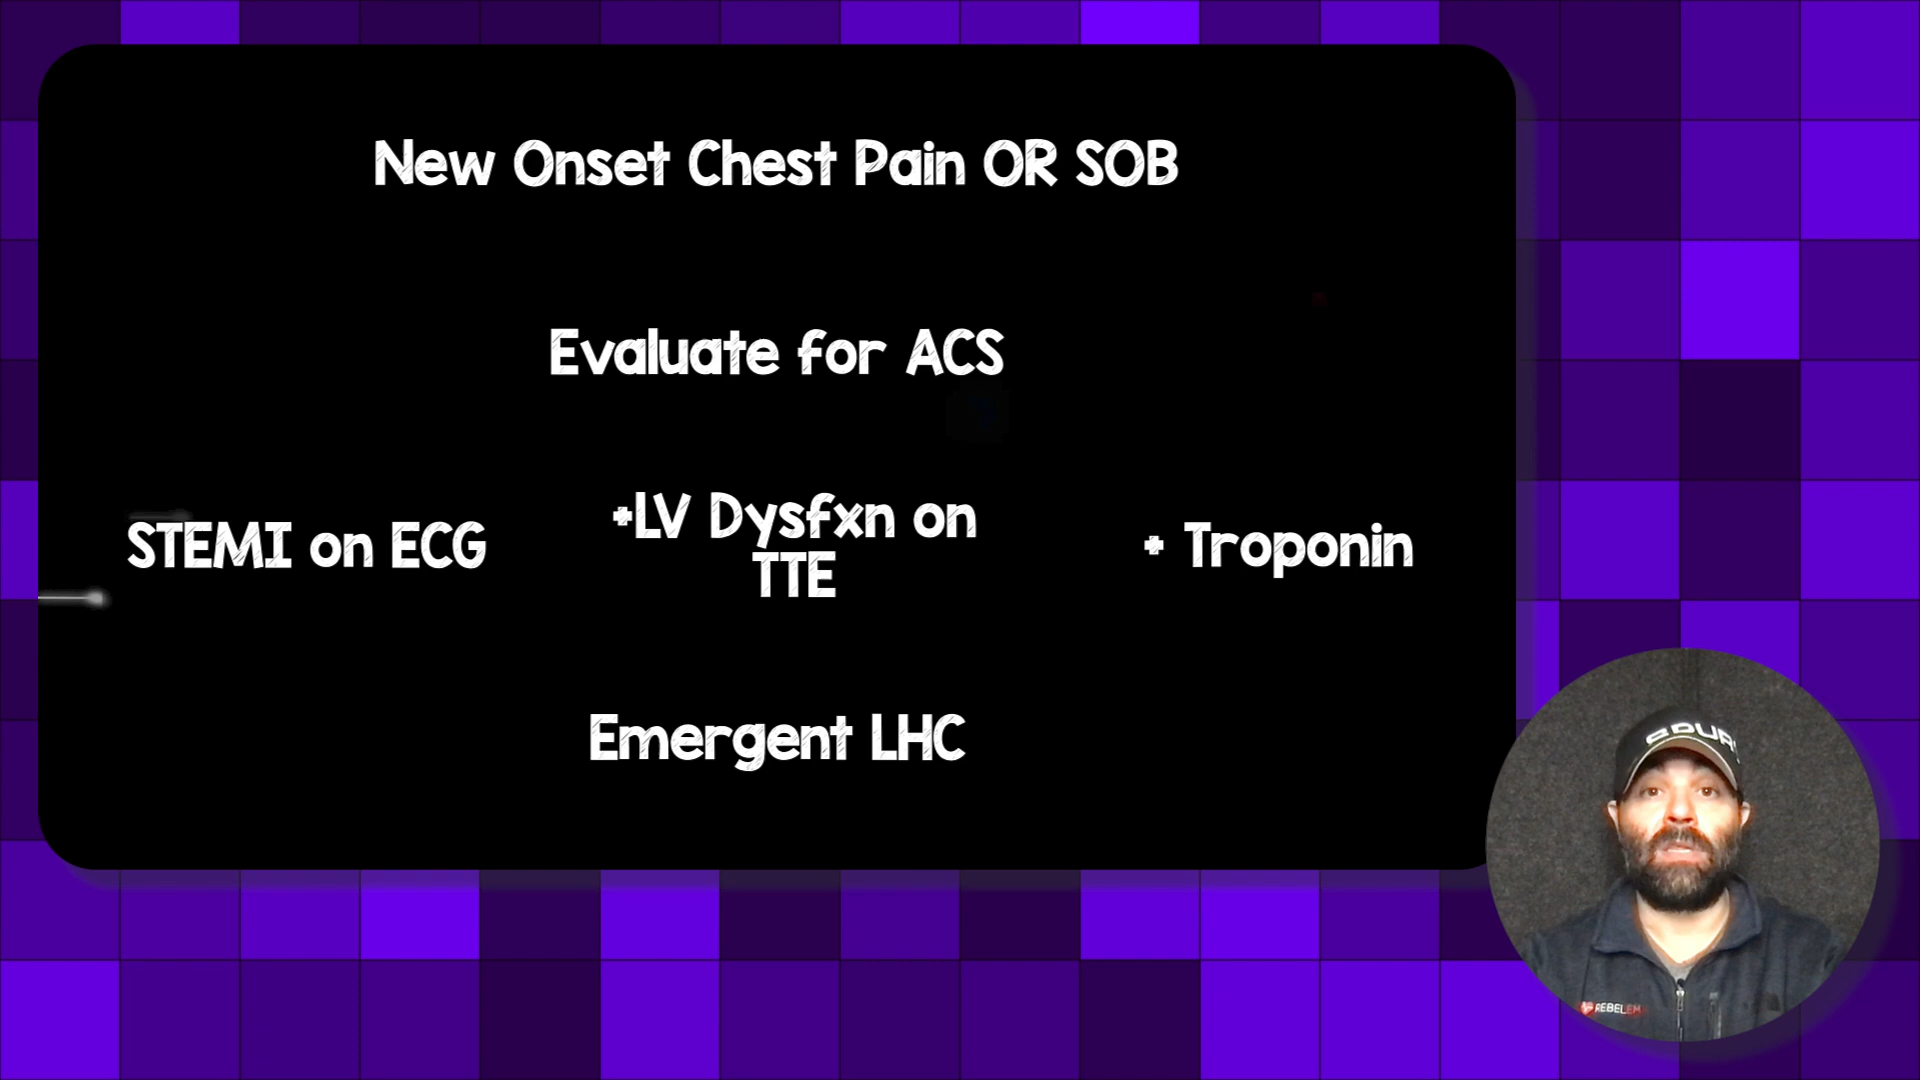 New Onset Chest Pain OR SOB
Evaluate for ACS
STEMI on ECG
+LV Dysfxn on
TTE
+ Troponin
Emergent LHC
REBELEM